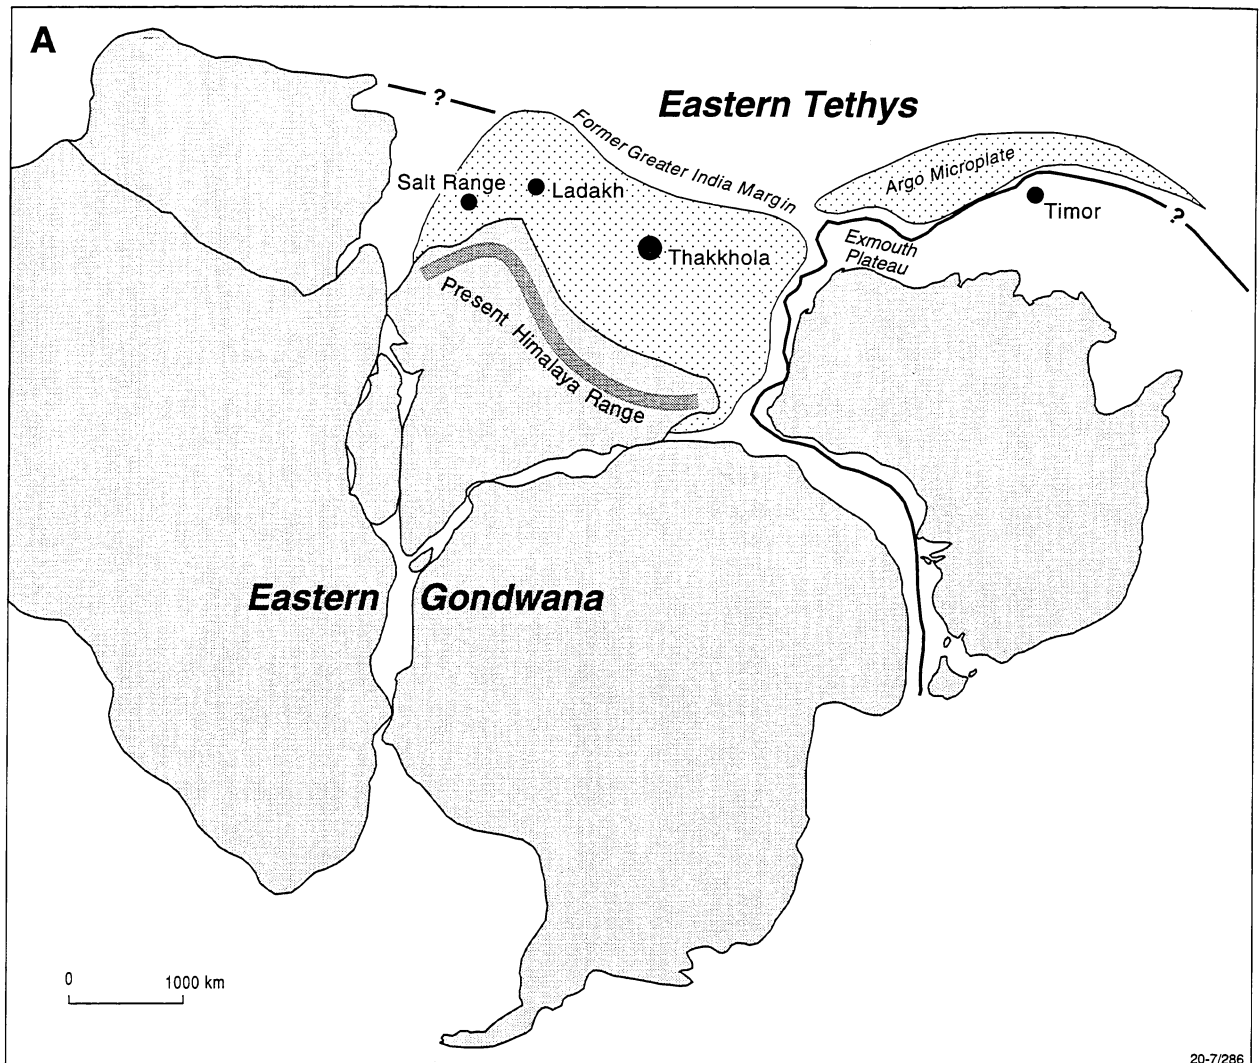 A
?
Eastern Tethys
Former Greater India Margin
Argo Microplate
Salt Range
Ladakh
Timor
?
Thakkhola
Exmouth
Plateau
Present Himalaya Range
Eastern Gondwana
0 1000 km
20-7/286